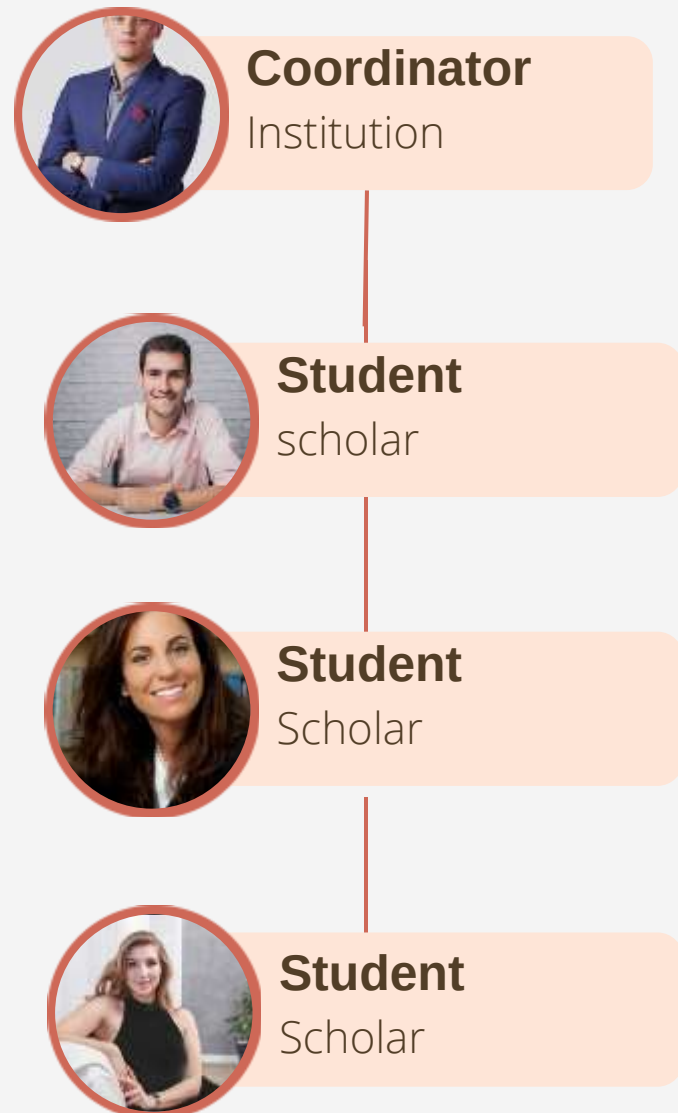 Coordinator
Institution
Student
scholar
Student
Scholar
Student
Scholar